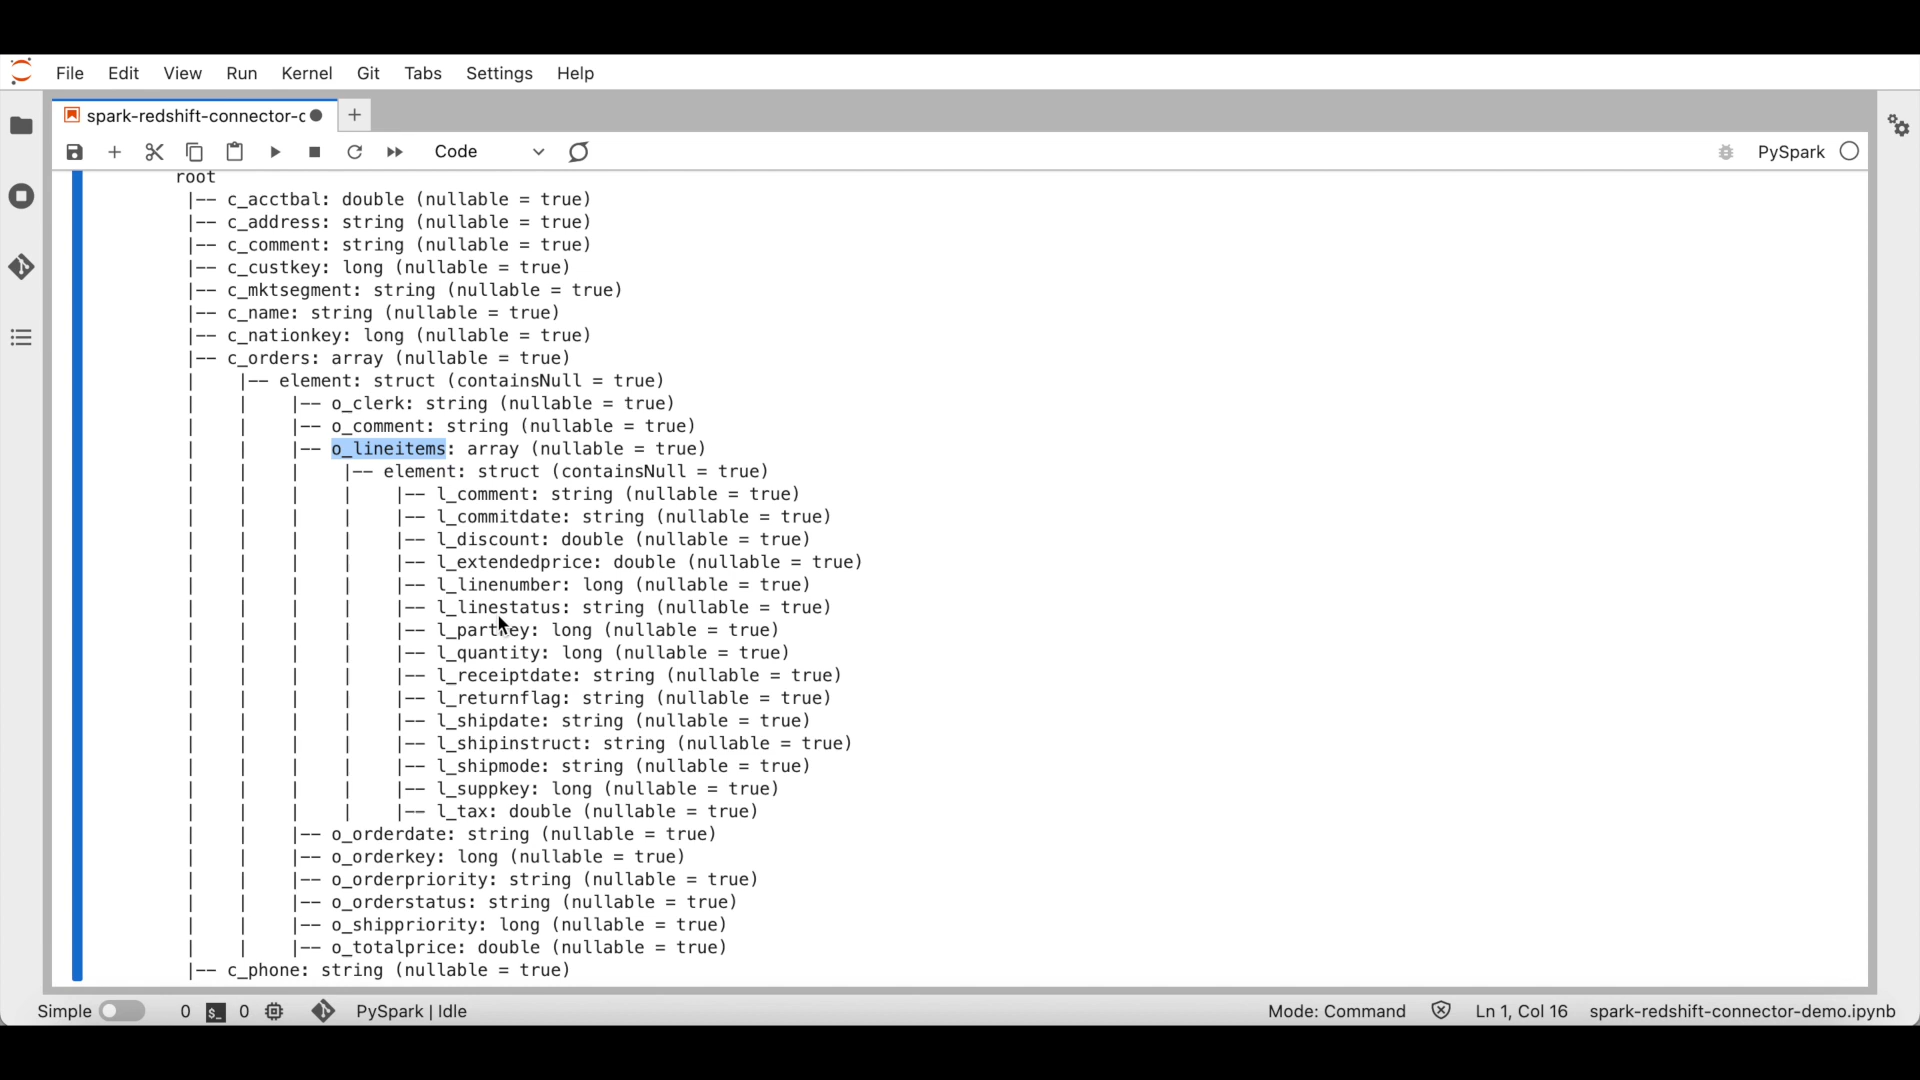 File Edit View Run Kernel Git Tabs Settings Help
spark-redshift-connector-c
Code
PySpark
root
|-- c_acctbal: double (nullable = true)
|-- c_address: string (nullable = true)
|-- c_comment: string (nullable = true)
|-- c_custkey: long (nullable = true)
|-- c_mktsegment: string (nullable = true)
|-- c_name: string (nullable = true)
|-- c_nationkey: long (nullable = true)
|-- c_orders: array (nullable = true)
|    |-- element: struct (containsNull = true)
|    |    |-- o_clerk: string (nullable = true)
|    |    |-- o_comment: string (nullable = true)
|    |    |-- o_lineitems: array (nullable = true)
|    |    |    |-- element: struct (containsNull = true)
|    |    |    |    |-- l_comment: string (nullable = true)
|    |    |    |    |-- l_commitdate: string (nullable = true)
|    |    |    |    |-- l_discount: double (nullable = true)
|    |    |    |    |-- l_extendedprice: double (nullable = true)
|    |    |    |    |-- l_linenumber: long (nullable = true)
|    |    |    |    |-- l_linestatus: string (nullable = true)
|    |    |    |    |-- l_partkey: long (nullable = true)
|    |    |    |    |-- l_quantity: long (nullable = true)
|    |    |    |    |-- l_receiptdate: string (nullable = true)
|    |    |    |    |-- l_returnflag: string (nullable = true)
|    |    |    |    |-- l_shipdate: string (nullable = true)
|    |    |    |    |-- l_shipinstruct: string (nullable = true)
|    |    |    |    |-- l_shipmode: string (nullable = true)
|    |    |    |    |-- l_suppkey: long (nullable = true)
|    |    |    |    |-- l_tax: double (nullable = true)
|    |    |-- o_orderdate: string (nullable = true)
|    |    |-- o_orderkey: long (nullable = true)
|    |    |-- o_orderpriority: string (nullable = true)
|    |    |-- o_orderstatus: string (nullable = true)
|    |    |-- o_shippriority: long (nullable = true)
|    |    |-- o_totalprice: double (nullable = true)
|-- c_phone: string (nullable = true)
Simple 0 $_ 0 PySpark | Idle Mode: Command Ln 1, Col 16 spark-redshift-connector-demo.ipynb